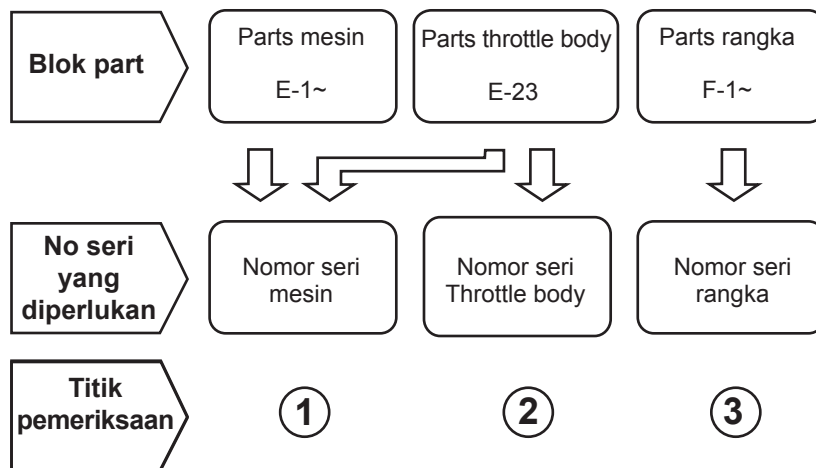 Blok part
Parts mesin
E-1~
Parts throttle body
E-23
Parts rangka
F-1~
No seri
yang
diperlukan
Nomor seri
mesin
Nomor seri
Throttle body
Nomor seri
rangka
Titik
pemeriksaan
1
2
3